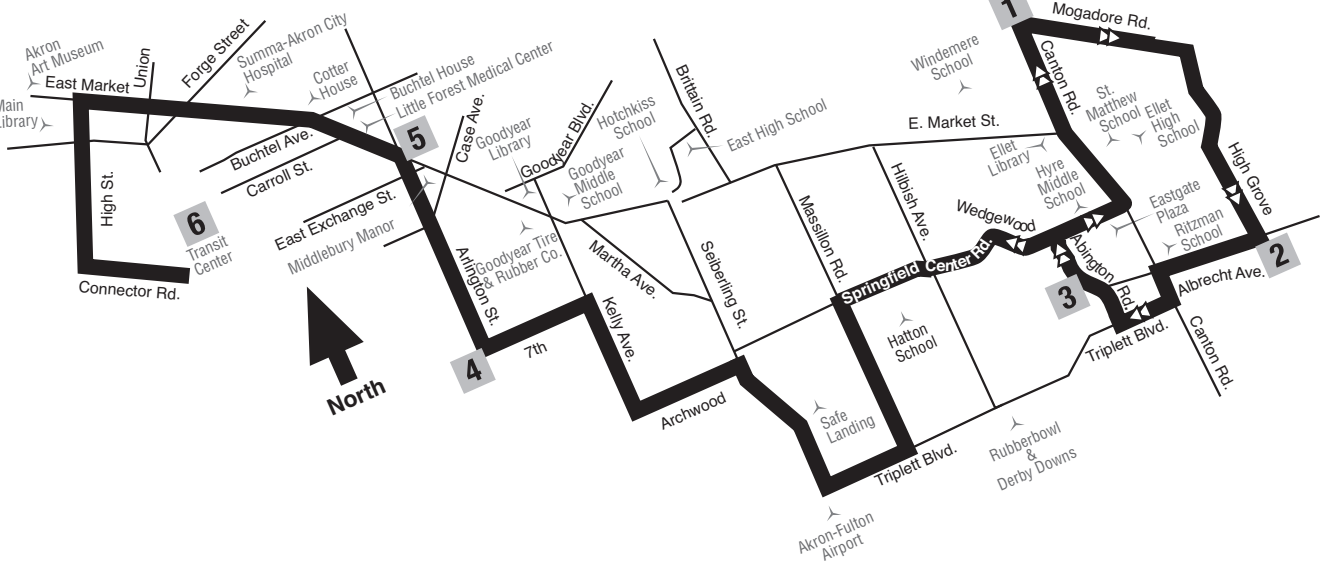 1
Mogadore Rd.
Windemere
School
Canton Rd.
St.
Matthew
School
Ellet
High
School
High Grove
E. Market St.
Ellet
Library
Hyre
Middle
School
Eastgate
Plaza
Ritzman
School
2
Albrecht Ave.
Wedgewood
Abington Rd.
3
Triplett Blvd.
Canton Rd.
Akron
Art Museum
East Market
Union
Forge Street
Summa-Akron City
Hospital
Cotter
House
Buchtel House
Little Forest Medical Center
Main
Library
Buchtel Ave.
Carroll St.
5
Case Ave.
Goodyear
Library
Goodyear Blvd.
Hotchkiss
School
Brittain Rd.
East High School
Goodyear
Middle
School
High St.
6
Transit
Center
East Exchange St.
Middlebury Manor
Connector Rd.
North
Arlington St.
Goodyear Tire
& Rubber Co.
Martha Ave.
Seiberling St.
Massillon Rd.
Hilbish Ave.
Springfield Center Rd.
4
7th
Kelly Ave.
Archwood
Hatton
School
Safe
Landing
Triplett Blvd.
Rubberbowl
&
Derby Downs
Akron-Fulton
Airport